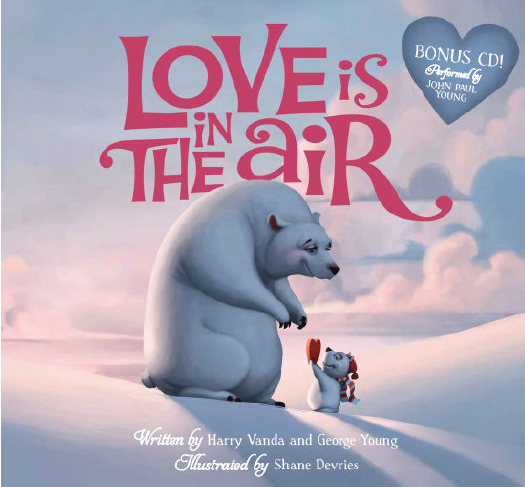 LOVE iS
iN
THE aiR
BONUS CD!
Performed by
JOHN PAUL
YOUNG
Written by Harry Vanda and George Young
Illustrated by Shane Devries